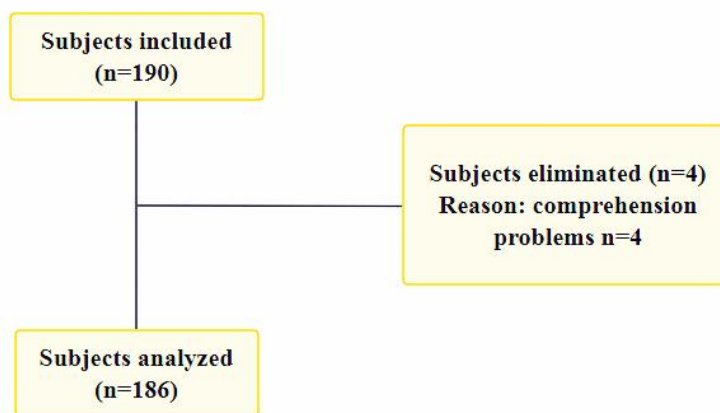 Subjects included
(n=190)
Subjects eliminated (n=4)
Reason: comprehension
problems n=4
Subjects analyzed
(n=186)